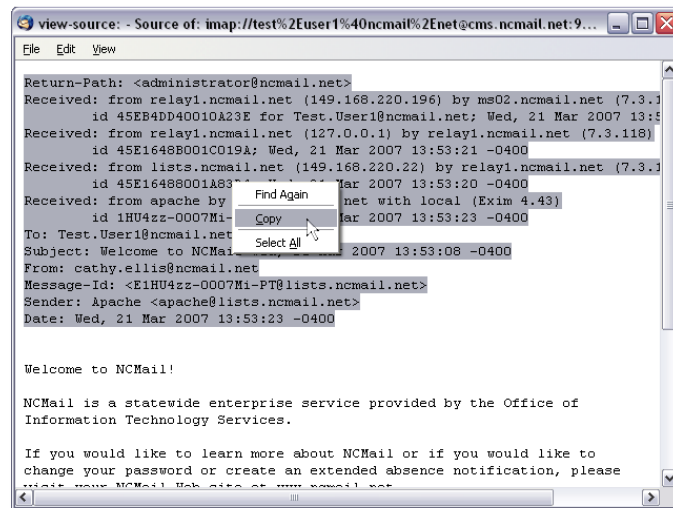 view-source: - Source of: imap://test%2Euser1%40ncmail%2Enet@cms.ncmail.net:9...
File Edit View
Return-Path: <administrator@ncmail.net>
Received: from relay1.ncmail.net (149.168.220.196) by ms02.ncmail.net (7.3.1
id 45EB4DD40010A23E for Test.User1@ncmail.net; Wed, 21 Mar 2007 13:5
Received: from relay1.ncmail.net (127.0.0.1) by relay1.ncmail.net (7.3.118)
id 45E1648B001C019A; Wed, 21 Mar 2007 13:53:21 -0400
Received: from lists.ncmail.net (149.168.220.22) by relay1.ncmail.net (7.3.1
id 45E16488001A83 Mar 2007 13:53:20 -0400
Received: from apache by net with local (Exim 4.43)
id 1HU4zz-0007Mi- Mar 2007 13:53:23 -0400
To: Test.User1@ncmail.net
Subject: Welcome to NCMa 2007 13:53:08 -0400
From: cathy.ellis@ncmail.net
Message-Id: <E1HU4zz-0007Mi-PT@lists.ncmail.net>
Sender: Apache <apache@lists.ncmail.net>
Date: Wed, 21 Mar 2007 13:53:23 -0400
Find Again
Copy
Select All
Welcome to NCMail!
NCMail is a statewide enterprise service provided by the Office of
Information Technology Services.
If you would like to learn more about NCMail or if you would like to
change your password or create an extended absence notification, please
visit your NCMail Web site at www.ncmail.net